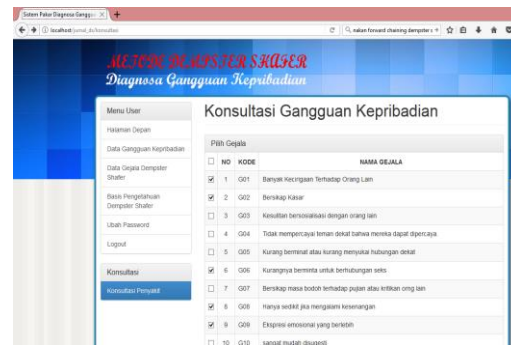 Sistem Pakar Diagnosa Ganggu
localhost/jurnal_ds/konsultasi
nakan forward chaining dempster s
METODE DEMPSTER SHAFER
Diagnosa Gangguan Kepribadian
Menu User
Halaman Depan
Data Gangguan Kepribadian
Data Gejala Dempster
Shafer
Basis Pengetahuan
Dempster Shafer
Ubah Password
Logout
Konsultasi
Konsultasi Penyakit
Konsultasi Gangguan Kepribadian
Pilih Gejala
NO KODE NAMA GEJALA
1 G01 Banyak Kecirigaan Terhadap Orang Lain
2 G02 Bersikap Kasar
3 G03 Kesulitan bersosialisasi dengan orang lain
4 G04 Tidak mempercayai teman dekat bahwa mereka dapat dipercaya
5 G05 Kurang berminat atau kurang menyukai hubungan dekat
6 G06 Kurangnya berminta untuk berhubungan seks
7 G07 Bersikap masa bodoh terhadap pujian atau kritikan orng lain
8 G08 Hanya sedikit jika mengalami kesenangan
9 G09 Ekspresi emosional yang berlebih
10 G10 sangat mudah disugesti